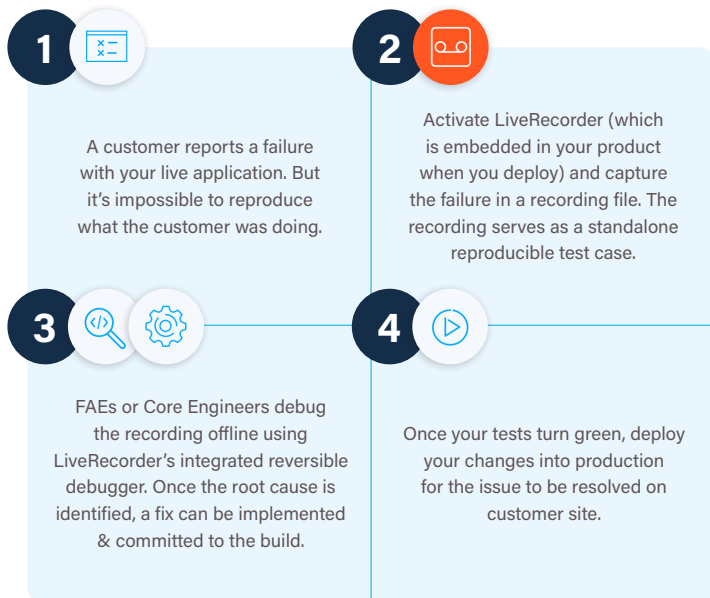 1
A customer reports a failure
with your live application. But
it’s impossible to reproduce
what the customer was doing.
2
Activate LiveRecorder (which
is embedded in your product
when you deploy) and capture
the failure in a recording file. The
recording serves as a standalone
reproducible test case.
3
FAEs or Core Engineers debug
the recording offline using
LiveRecorder’s integrated reversible
debugger. Once the root cause is
identified, a fix can be implemented
& committed to the build.
4
Once your tests turn green, deploy
your changes into production
for the issue to be resolved on
customer site.